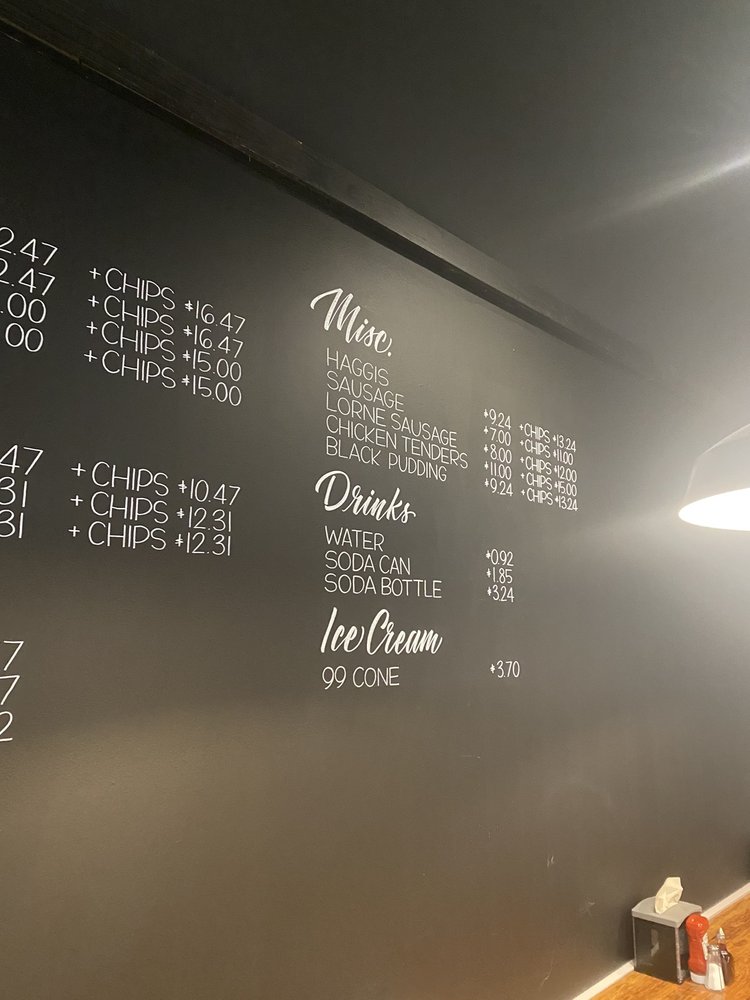 2.47 +CHIPS $16.47
2.47 +CHIPS $16.47
.00 +CHIPS $15.00
.00 +CHIPS $15.00
47 +CHIPS $10.47
31 +CHIPS $12.31
31 +CHIPS $12.31
7
7
2
Misc.
HAGGIS $9.24 +CHIPS $13.24
SAUSAGE $7.00 +CHIPS $11.00
LORNE SAUSAGE $8.00 +CHIPS $12.00
CHICKEN TENDERS $11.00 +CHIPS $15.00
BLACK PUDDING $9.24 +CHIPS $13.24
Drinks
WATER $0.92
SODA CAN $1.85
SODA BOTTLE $3.24
Ice Cream
99 CONE $3.70